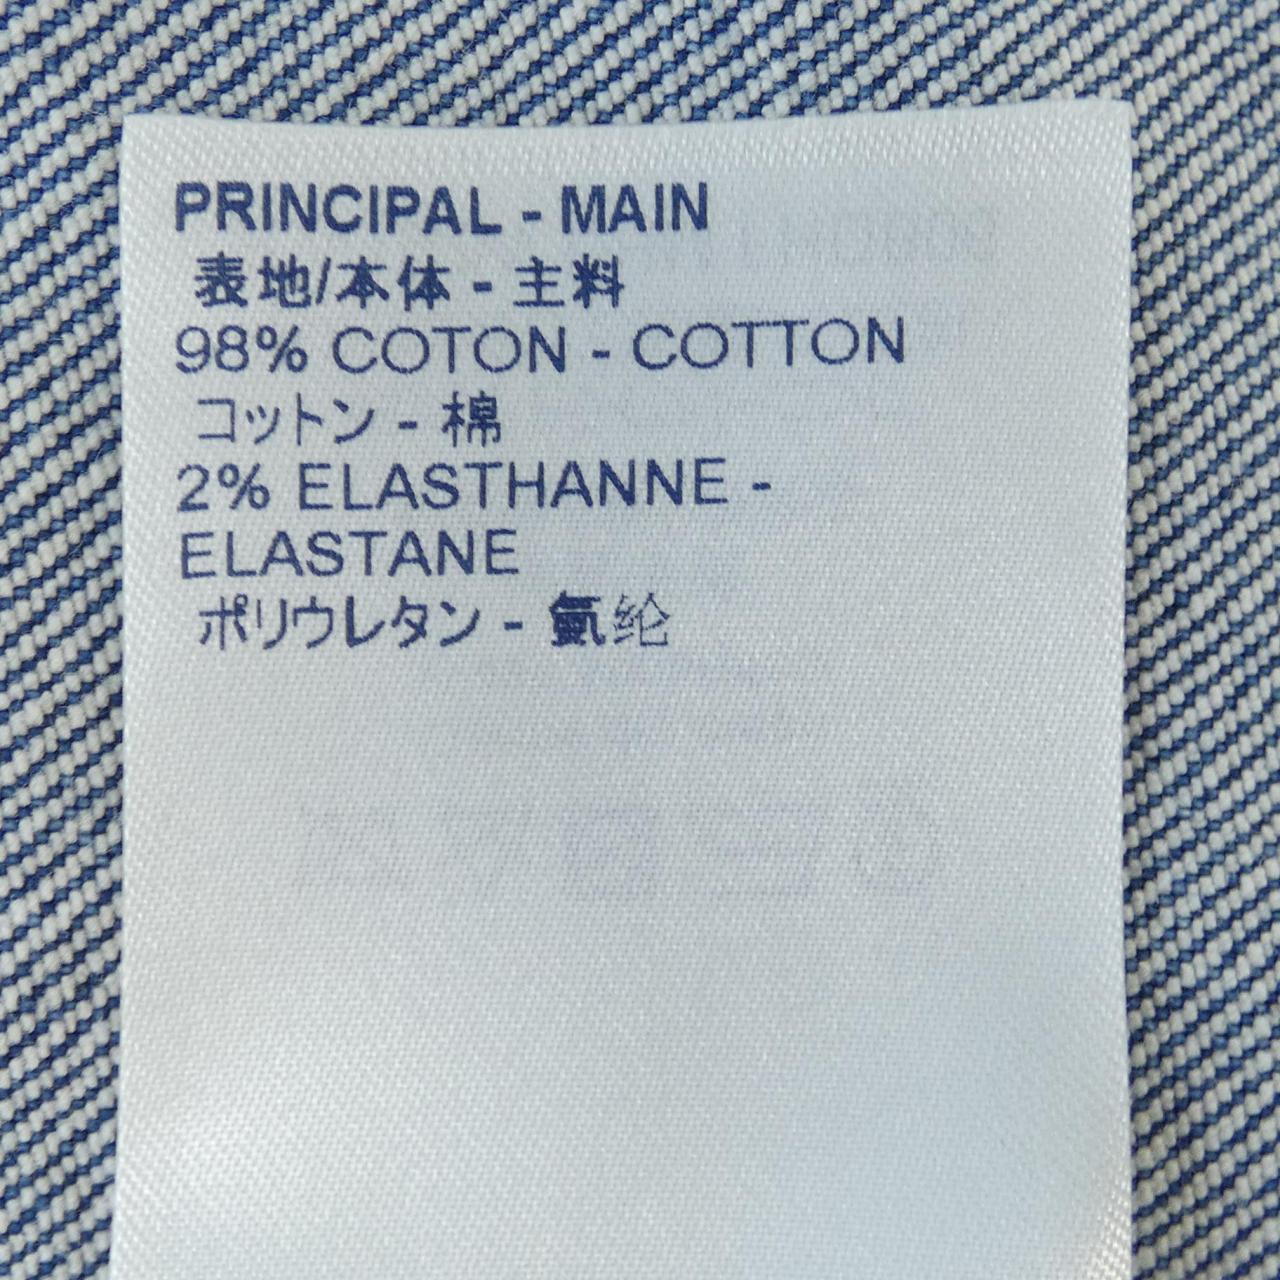 PRINCIPAL - MAIN
表地/本体 - 主料
98% COTON - COTTON
コットン - 棉
2% ELASTHANNE -
ELASTANE
ポリウレタン - 氨纶